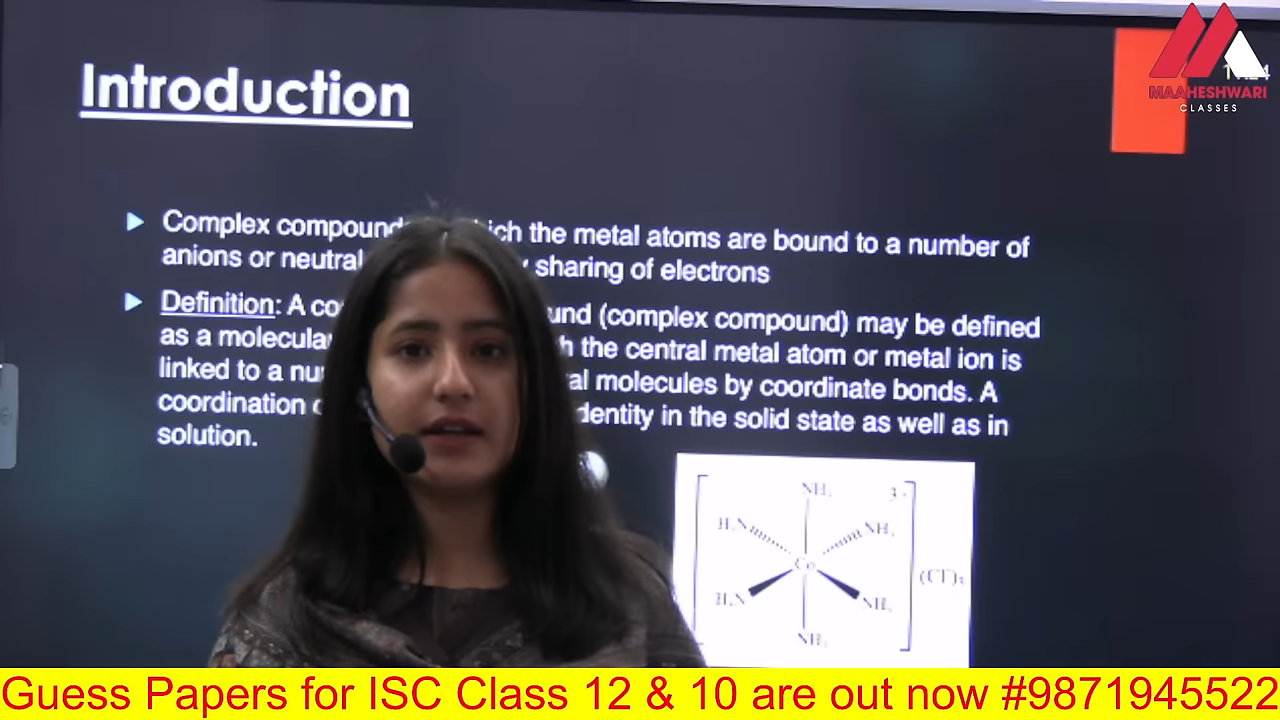 Introduction
MAAHESHWARI
CLASSES
Complex compound ich the metal atoms are bound to a number of
anions or neutral sharing of electrons
Definition: A co und (complex compound) may be defined
as a molecula h the central metal atom or metal ion is
linked to a nu al molecules by coordinate bonds. A
coordination dentity in the solid state as well as in
solution.
NH₃ 3+
H₃N NH₃
Co
(Cl⁻)₃
H₃N NH₃
NH₃
Guess Papers for ISC Class 12 & 10 are out now #9871945522